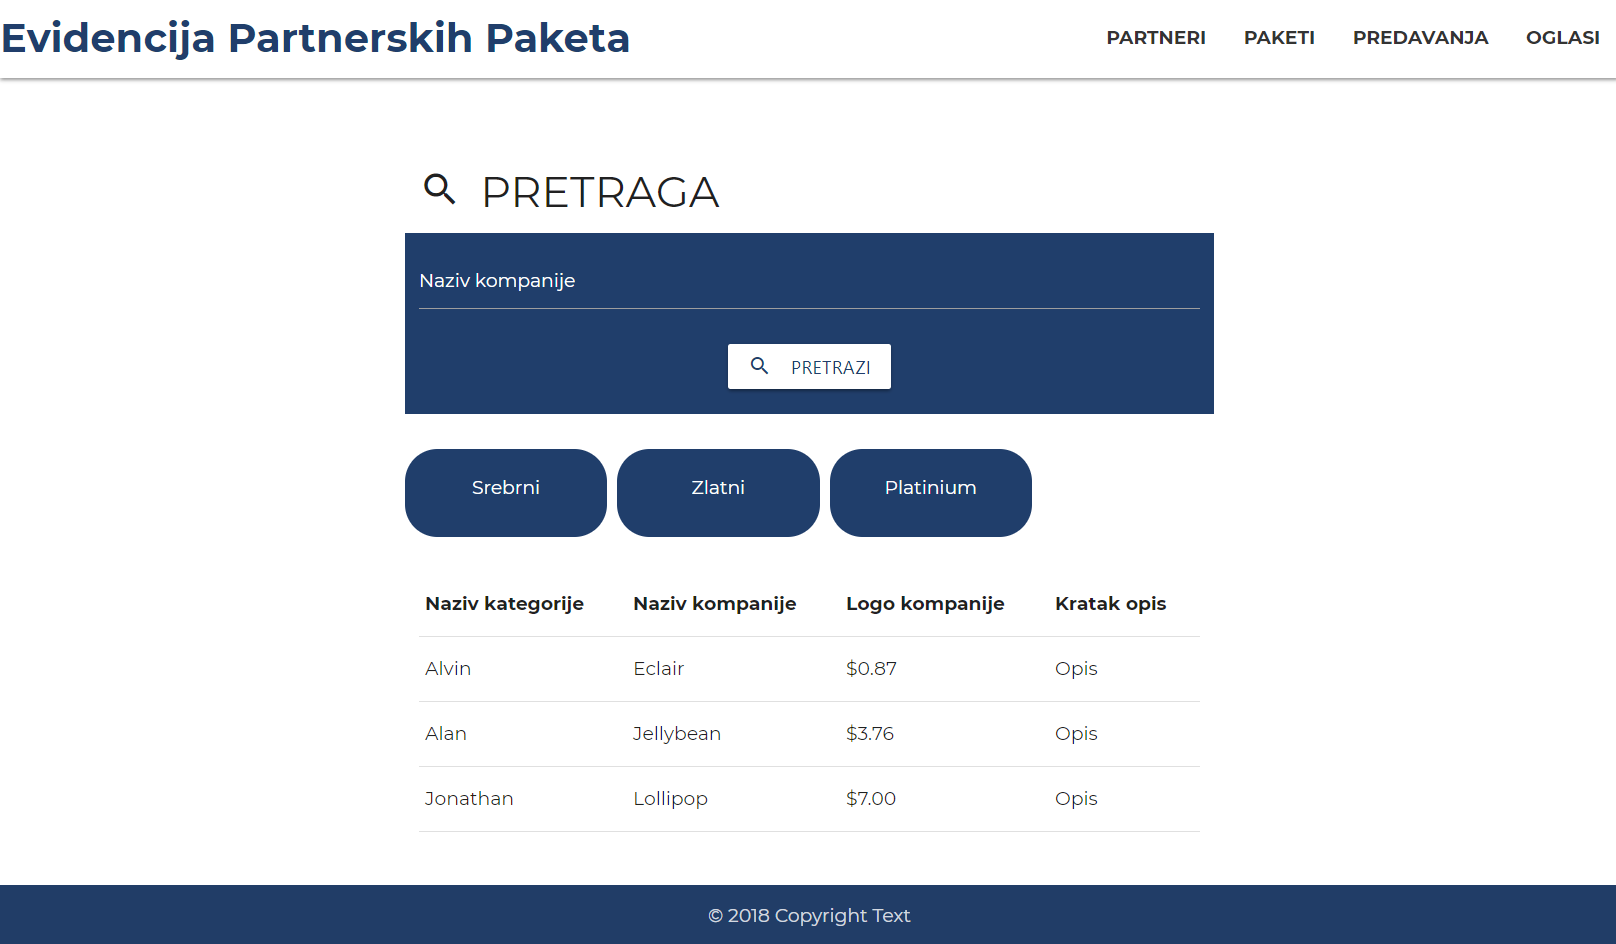 Evidencija Partnerskih Paketa PARTNERI PAKETI PREDAVANJA OGLASI
PRETRAGA
Naziv kompanije
PRETRAZI
Srebrni Zlatni Platinium
Naziv kategorije Naziv kompanije Logo kompanije Kratak opis
Alvin Eclair $0.87 Opis
Alan Jellybean $3.76 Opis
Jonathan Lollipop $7.00 Opis
© 2018 Copyright Text